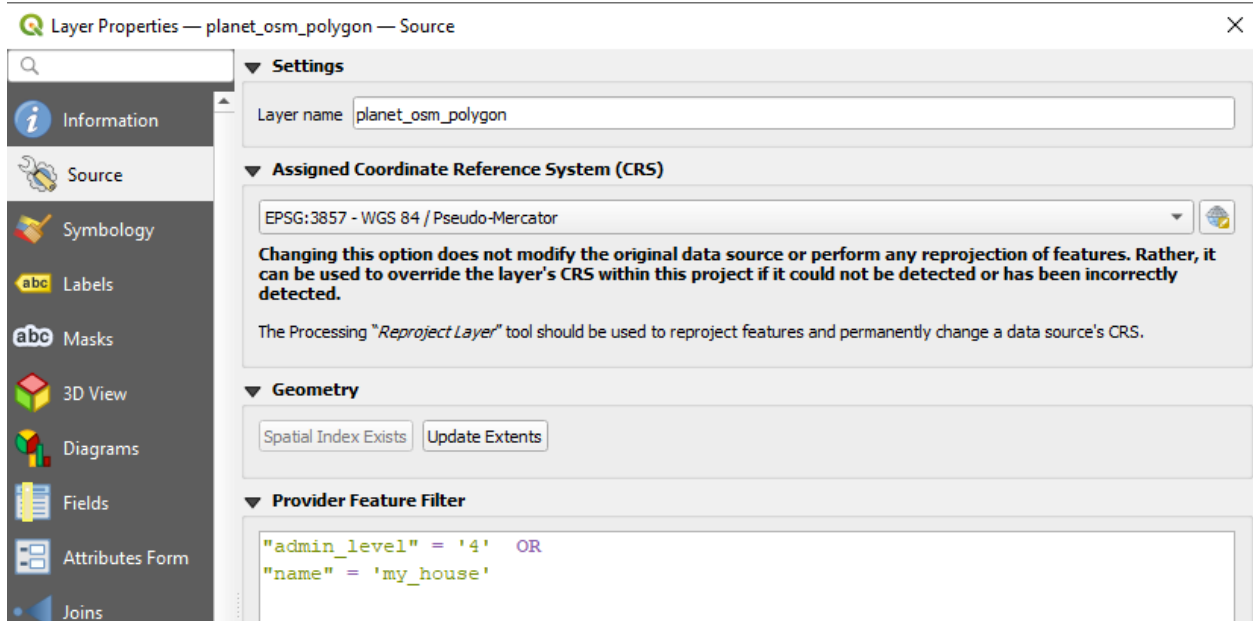 Layer Properties — planet_osm_polygon — Source
Information
Source
Symbology
abc Labels
abc Masks
3D View
Diagrams
Fields
Attributes Form
Joins
Settings
Layer name planet_osm_polygon
Assigned Coordinate Reference System (CRS)
EPSG:3857 - WGS 84 / Pseudo-Mercator
Changing this option does not modify the original data source or perform any reprojection of features. Rather, it
can be used to override the layer's CRS within this project if it could not be detected or has been incorrectly
detected.
The Processing "Reproject Layer" tool should be used to reproject features and permanently change a data source's CRS.
Geometry
Spatial Index Exists Update Extents
Provider Feature Filter
"admin_level" = '4' OR
"name" = 'my_house'